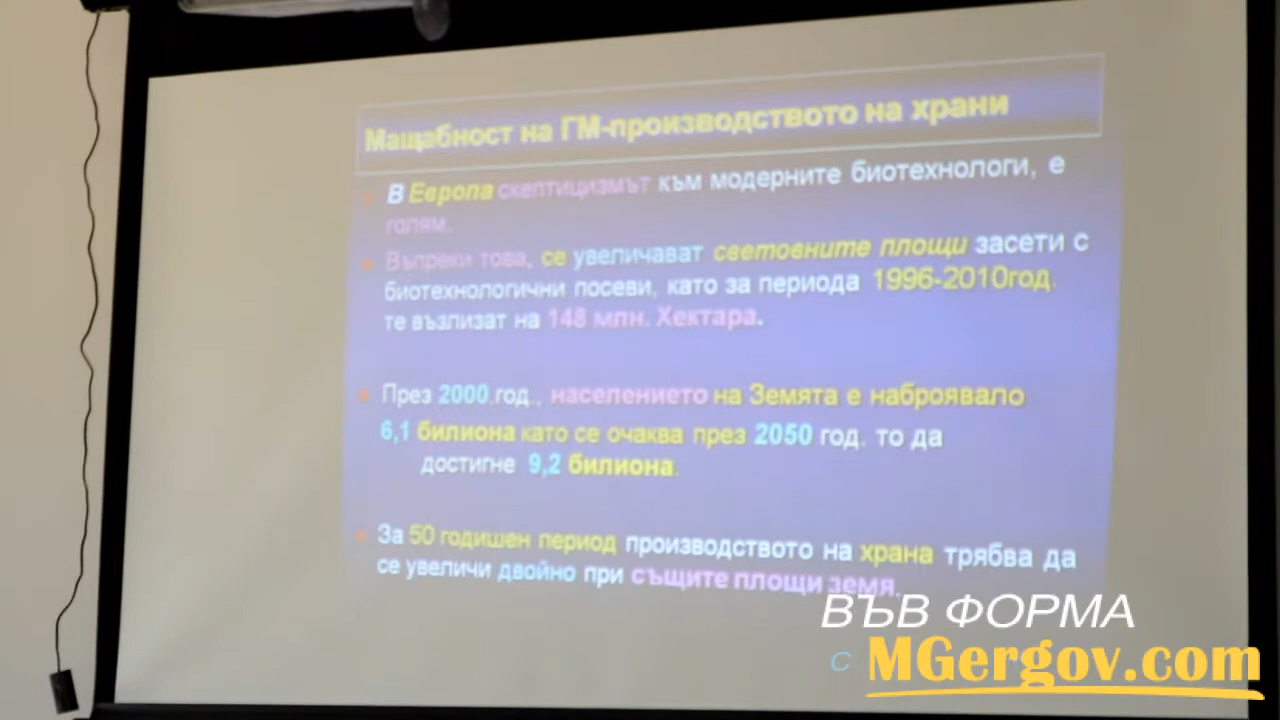 Мащабност на ГМ-производството на храни
В Европа скептицизмът към модерните биотехнологи, е
голям.
Въпреки това, се увеличават световните площи засети с
биотехнологични посеви, като за периода 1996-2010год.
те възлизат на 148 млн. Хектара.
През 2000.год., населението на Земята е наброявало
6,1 билиона като се очаква през 2050 год. то да
достигне 9,2 билиона.
За 50 годишен период производството на храна трябва да
се увеличи двойно при същите площи земя.
ВЪВ ФОРМА
С MGergov.com